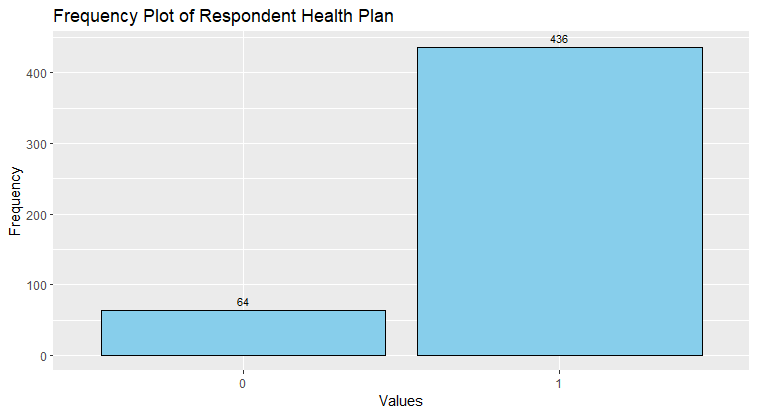 Frequency Plot of Respondent Health Plan
436
400
300
200
100
64
0
Frequency
0 1
Values